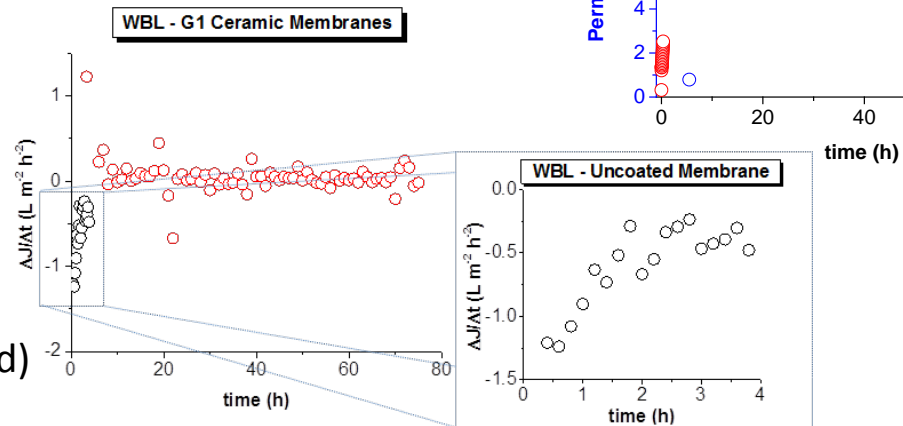 WBL - G1 Ceramic Membranes
1
0
-1
-2
ΔJ/Δt (L m⁻² h⁻²)
0 20 40 60 80
time (h)
d)
4
2
0
Perm
0 20 40
time (h)
WBL - Uncoated Membrane
0.0
-0.5
-1.0
-1.5
ΔJ/Δt (L m⁻² h⁻²)
0 1 2 3 4
time (h)